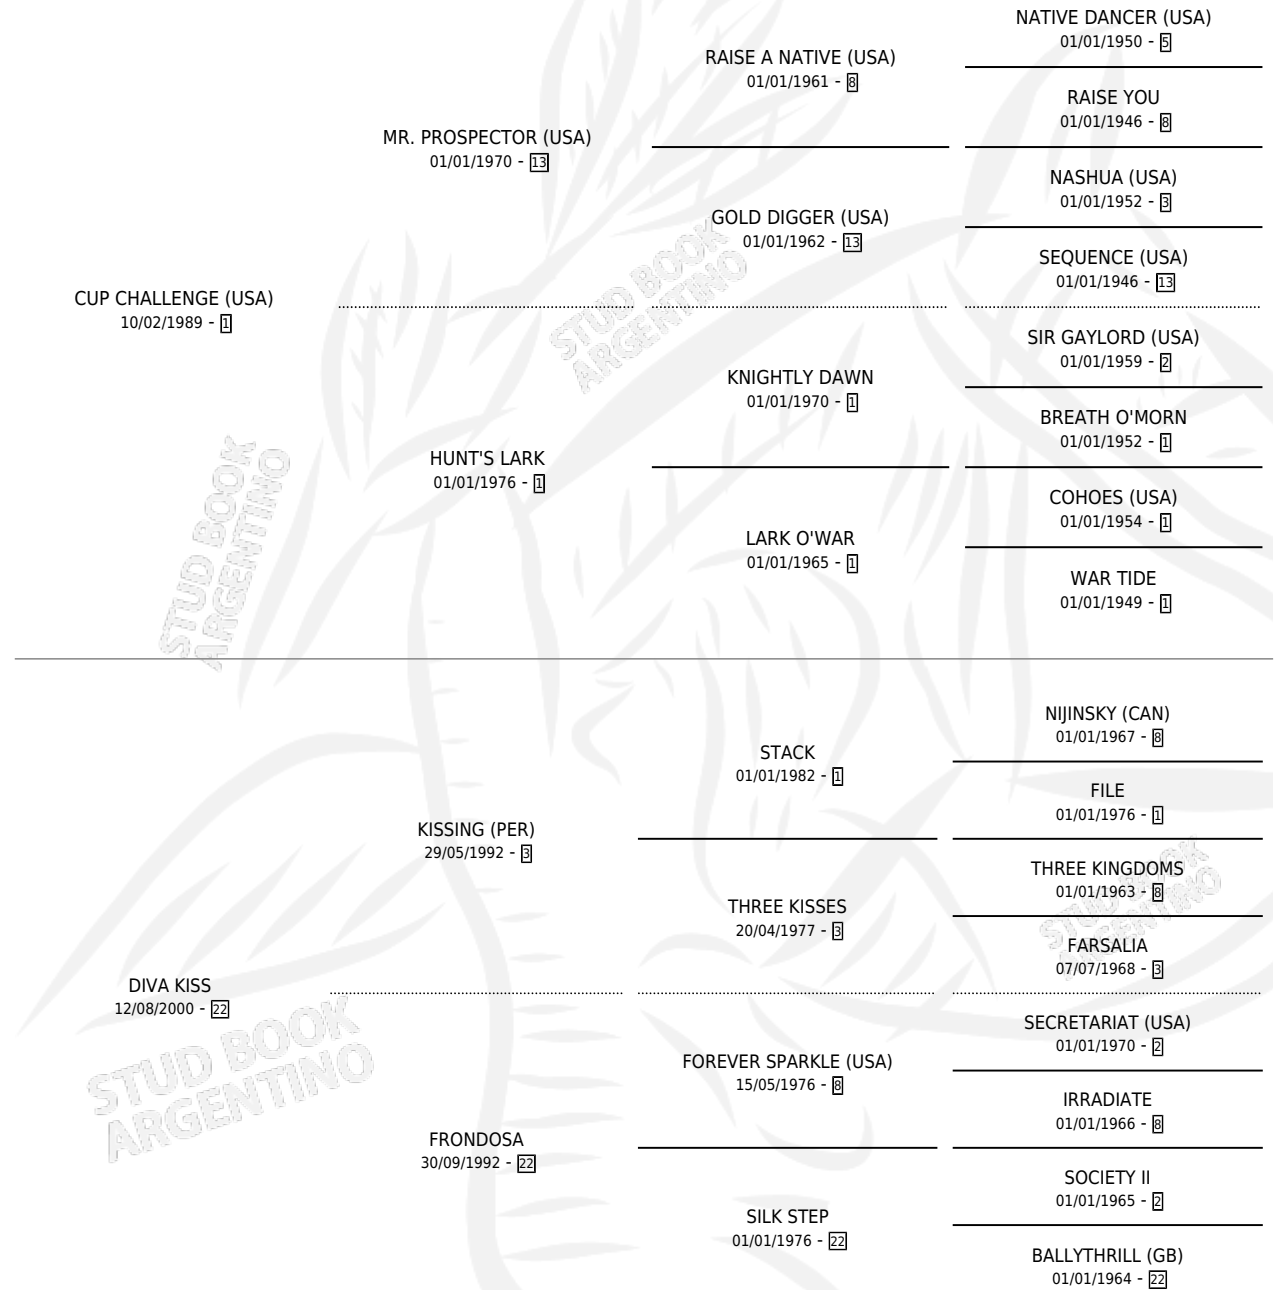 NATIVE DANCER (USA)
01/01/1950 - 5
RAISE A NATIVE (USA)
01/01/1961 - 8
RAISE YOU
01/01/1946 - 8
MR. PROSPECTOR (USA)
01/01/1970 - 13
NASHUA (USA)
01/01/1952 - 3
GOLD DIGGER (USA)
01/01/1962 - 13
SEQUENCE (USA)
01/01/1946 - 13
CUP CHALLENGE (USA)
10/02/1989 - 1
SIR GAYLORD (USA)
01/01/1959 - 2
KNIGHTLY DAWN
01/01/1970 - 1
BREATH O'MORN
01/01/1952 - 1
HUNT'S LARK
01/01/1976 - 1
COHOES (USA)
01/01/1954 - 1
LARK O'WAR
01/01/1965 - 1
WAR TIDE
01/01/1949 - 1
NIJINSKY (CAN)
01/01/1967 - 8
STACK
01/01/1982 - 1
FILE
01/01/1976 - 1
KISSING (PER)
29/05/1992 - 3
THREE KINGDOMS
01/01/1963 - 8
THREE KISSES
20/04/1977 - 3
FARSALIA
07/07/1968 - 3
DIVA KISS
12/08/2000 - 22
SECRETARIAT (USA)
01/01/1970 - 2
FOREVER SPARKLE (USA)
15/05/1976 - 8
IRRADIATE
01/01/1966 - 8
FRONDOSA
30/09/1992 - 22
SOCIETY II
01/01/1965 - 2
SILK STEP
01/01/1976 - 22
BALLYTHRILL (GB)
01/01/1964 - 22
STUD BOOK
ARGENTINO
STUD BOOK
ARGENTINO
STUD BOOK
ARGENTINO
STUD BOOK
ARGENTINO